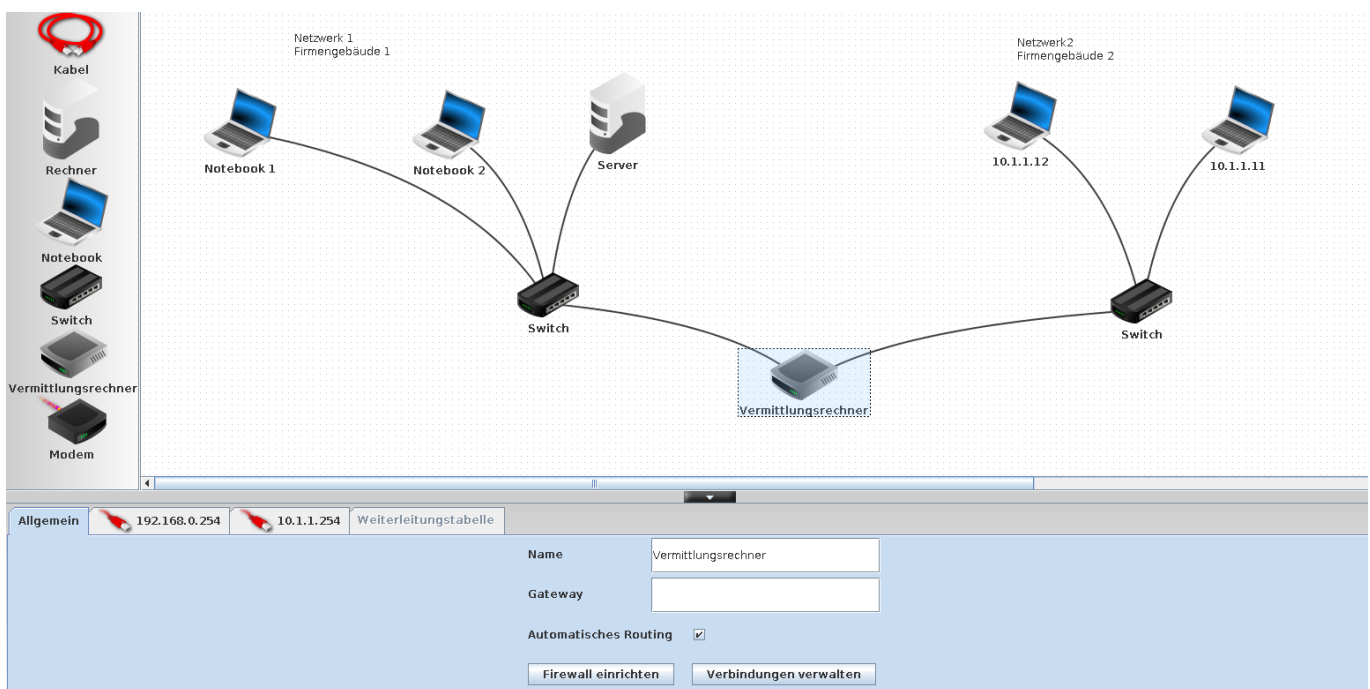 Kabel
Rechner
Notebook
Switch
Vermittlungsrechner
Modem
Netzwerk 1
Firmengebäude 1
Netzwerk2
Firmengebäude 2
Notebook 1
Notebook 2
Server
10.1.1.12
10.1.1.11
Switch
Switch
Vermittlungsrechner
Allgemein
192.168.0.254
10.1.1.254
Weiterleitungstabelle
Name
Vermittlungsrechner
Gateway
Automatisches Routing
Firewall einrichten
Verbindungen verwalten